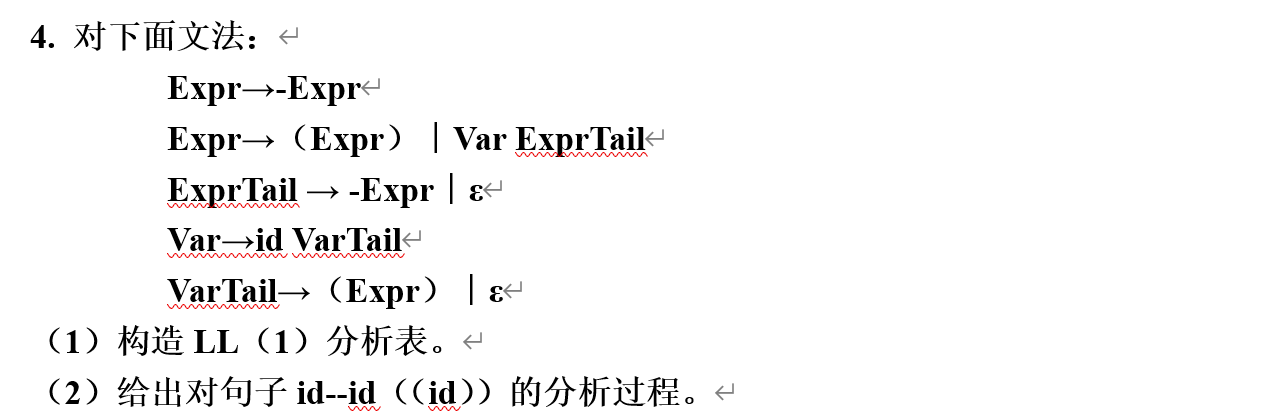 4. 对下面文法：↵
Expr→-Expr↵
Expr→（Expr）｜Var ExprTail↵
ExprTail → -Expr｜ε↵
Var→id VarTail↵
VarTail→（Expr）｜ε↵
（1）构造 LL（1）分析表。↵
（2）给出对句子 id--id（(id)）的分析过程。↵